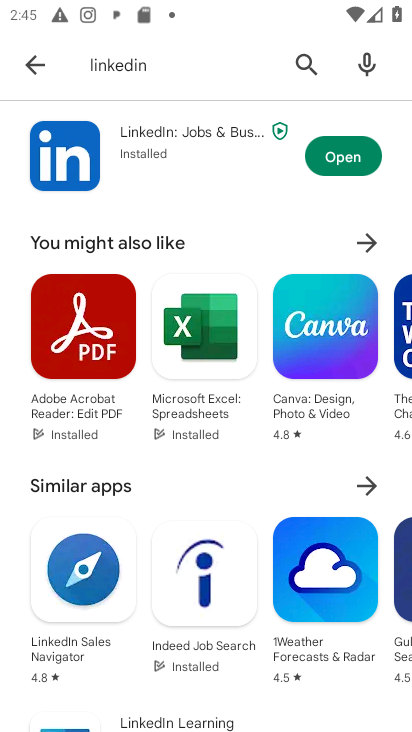 2:45
linkedin
in
LinkedIn: Jobs & Bus...
Installed
Open
You might also like
PDF
X
Canva
Adobe Acrobat
Reader: Edit PDF
Installed
Microsoft Excel:
Spreadsheets
Installed
Canva: Design,
Photo & Video
4.8
The
Cha
4.6
Similar apps
LinkedIn Sales
Navigator
4.8
Indeed Job Search
Installed
1Weather
Forecasts & Radar
4.5
Gul
Sea
4.5
LinkedIn Learning